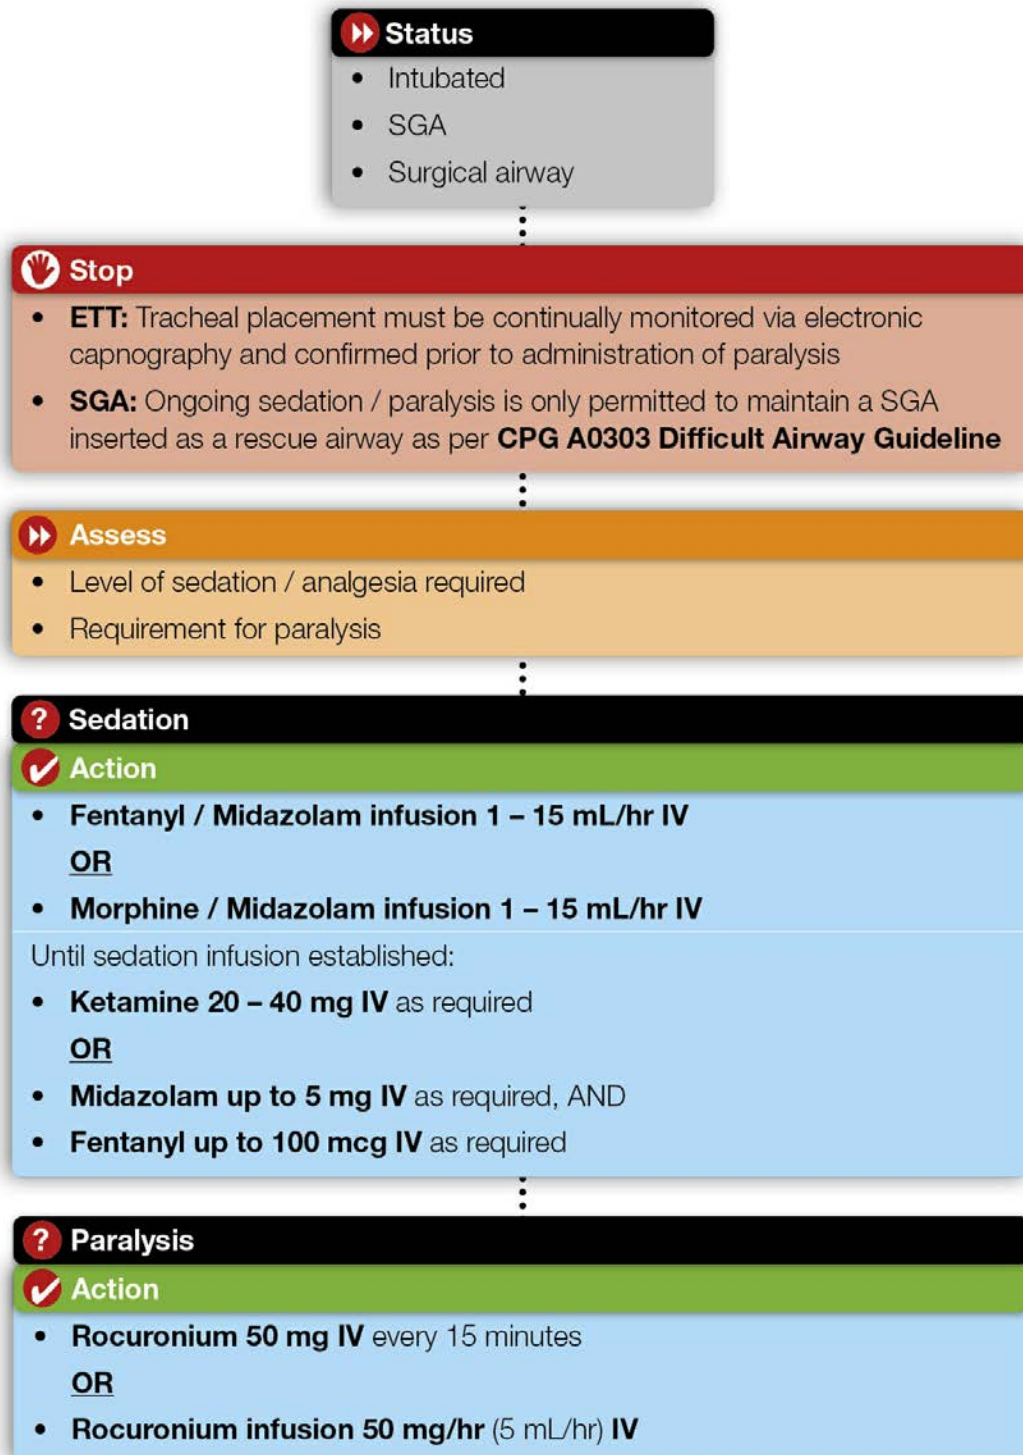 Status
• Intubated
• SGA
• Surgical airway
Stop
• ETT: Tracheal placement must be continually monitored via electronic
capnography and confirmed prior to administration of paralysis
• SGA: Ongoing sedation / paralysis is only permitted to maintain a SGA
inserted as a rescue airway as per CPG A0303 Difficult Airway Guideline
Assess
• Level of sedation / analgesia required
• Requirement for paralysis
? Sedation
Action
• Fentanyl / Midazolam infusion 1 – 15 mL/hr IV
OR
• Morphine / Midazolam infusion 1 – 15 mL/hr IV
Until sedation infusion established:
• Ketamine 20 – 40 mg IV as required
OR
• Midazolam up to 5 mg IV as required, AND
• Fentanyl up to 100 mcg IV as required
? Paralysis
Action
• Rocuronium 50 mg IV every 15 minutes
OR
• Rocuronium infusion 50 mg/hr (5 mL/hr) IV